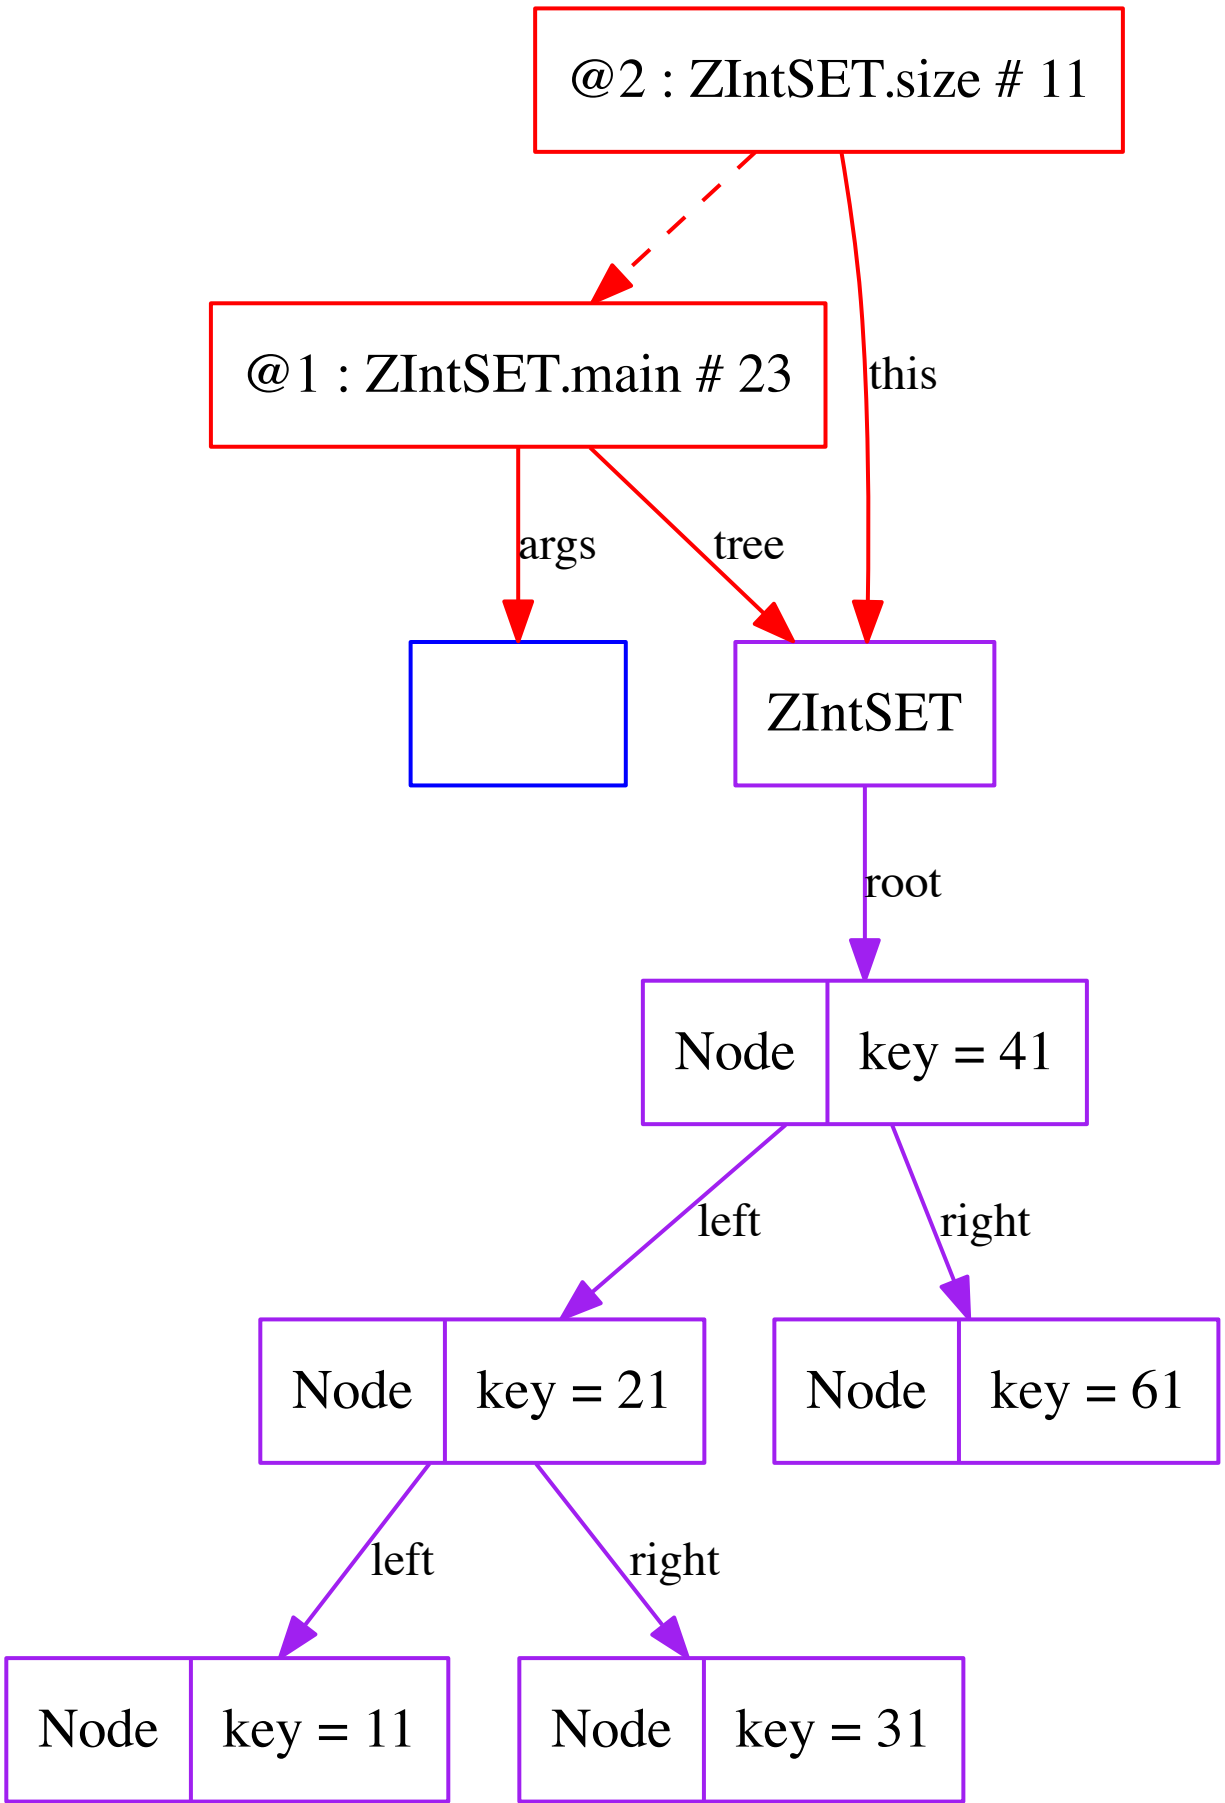 @2 : ZIntSET.size # 11
@1 : ZIntSET.main # 23
this
args
tree
ZIntSET
root
Node
key = 41
left
right
Node
key = 21
Node
key = 61
left
right
Node
key = 11
Node
key = 31